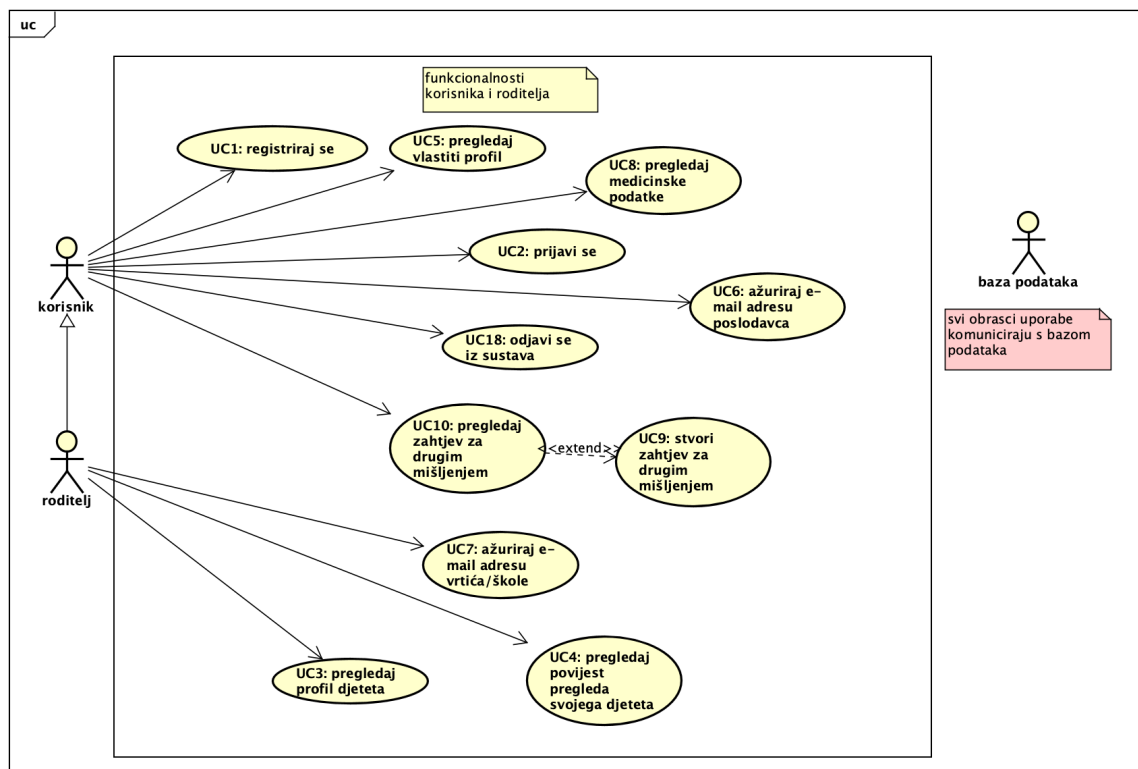 uc
funkcionalnosti
korisnika i roditelja
UC1: registriraj se
UC5: pregledaj
vlastiti profil
UC8: pregledaj
medicinske
podatke
UC2: prijavi se
korisnik
UC6: ažuriraj e-
mail adresu
poslodavca
baza podataka
svi obrasci uporabe
komuniciraju s bazom
podataka
UC18: odjavi se
iz sustava
UC10: pregledaj
zahtjev za
drugim
mišljenjem
<extend>
UC9: stvori
zahtjev za
drugim
mišljenjem
roditelj
UC7: ažuriraj e-
mail adresu
vrtića/škole
UC3: pregledaj
profil djeteta
UC4: pregledaj
povijest
pregleda
svojega djeteta